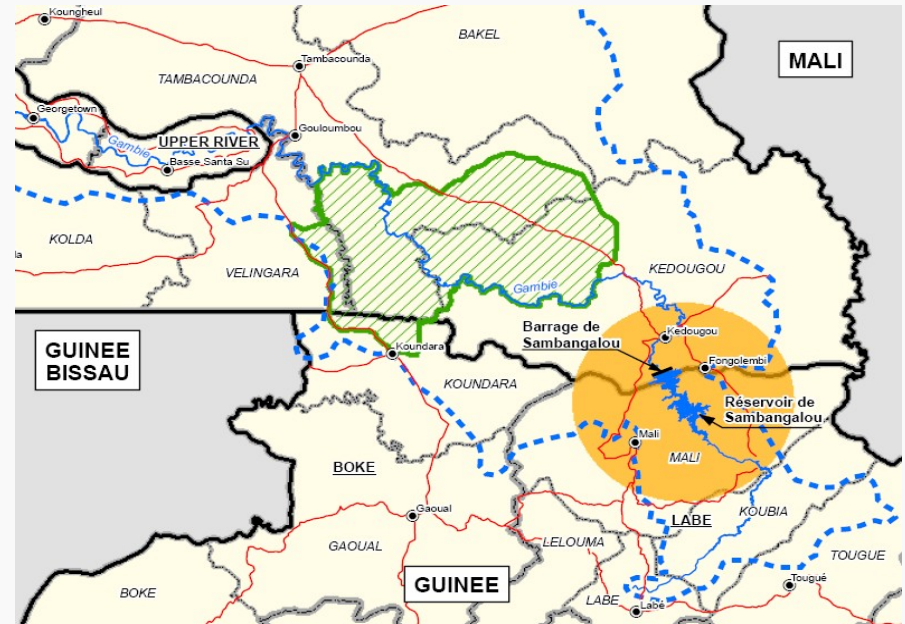 Koungheul
BAKEL
MALI
Tambacounda
TAMBACOUNDA
Georgetown
Gouloumbou
UPPER RIVER
Gambie
Basse Santa Su
KOLDA
VELINGARA
KEDOUGOU
Gambie
Barrage de
Sambangalou
Kedougou
GUINEE
BISSAU
Koundara
Fongolembi
KOUNDARA
Réservoir de
Sambangalou
Mali
MALI
BOKE
Gaoual
LABE
KOUBIA
GAOUAL
LELOUMA
TOUGUE
GUINEE
Tougué
BOKE
LABE
Labé